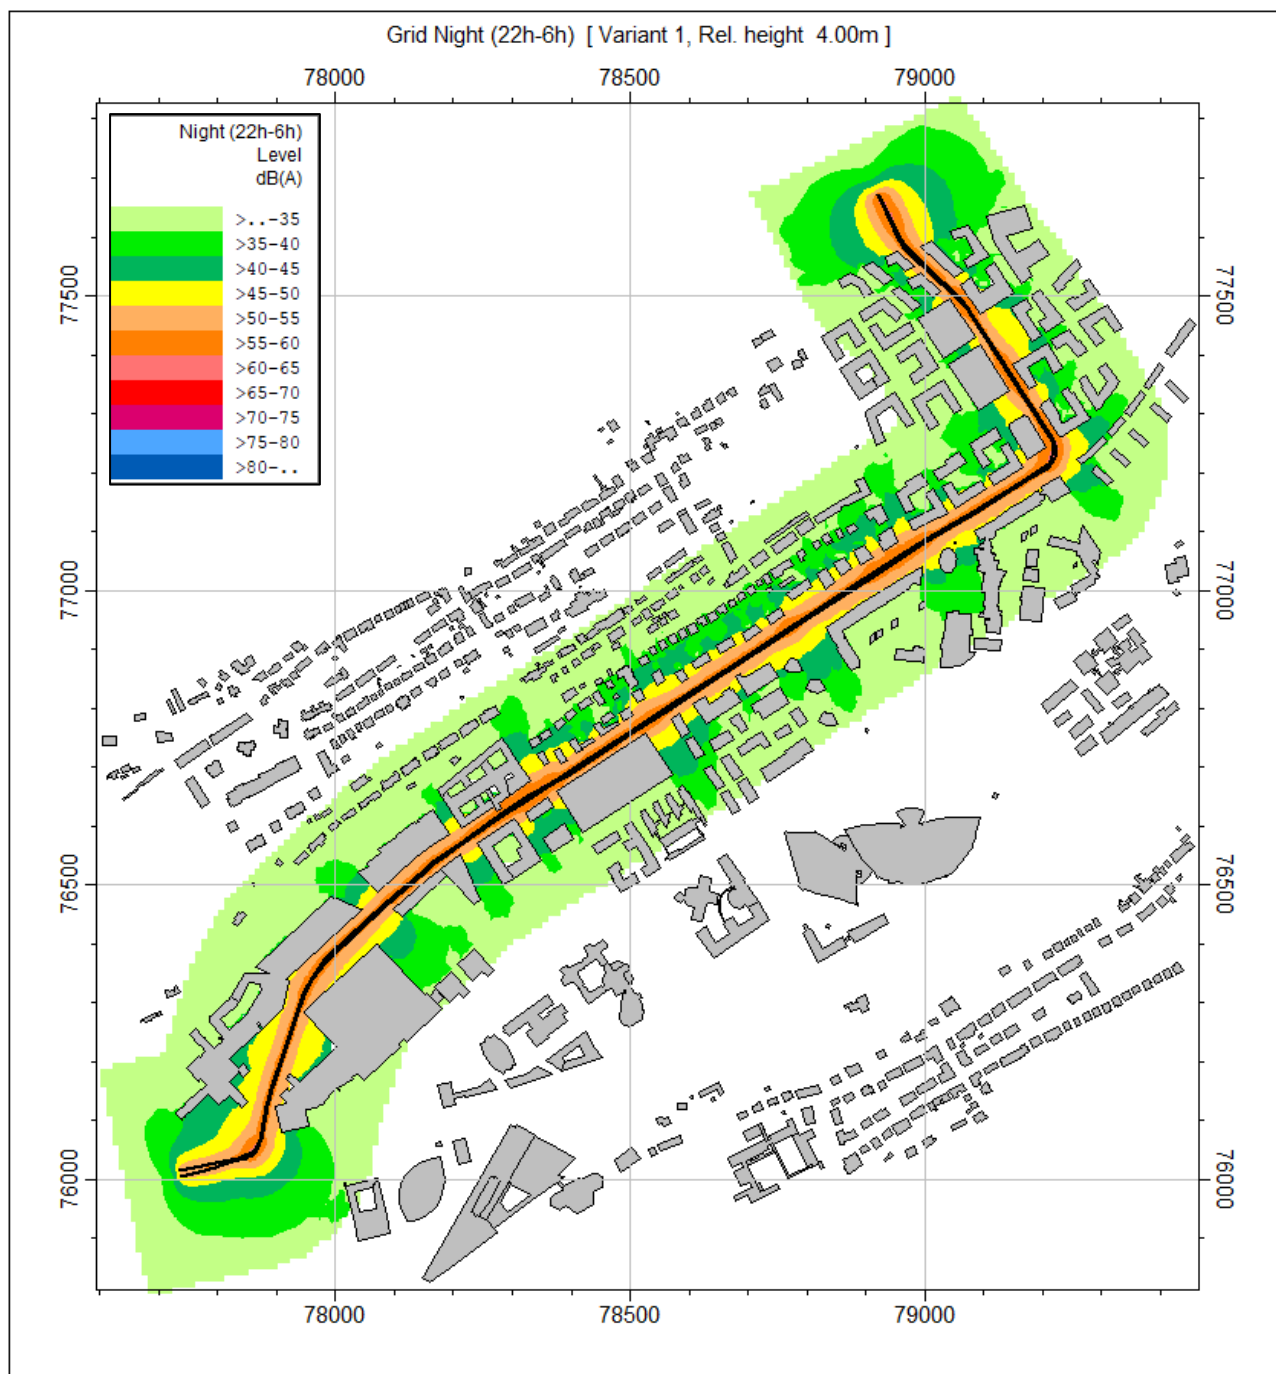 Grid Night (22h-6h) [ Variant 1, Rel. height 4.00m ]
78000 78500 79000
Night (22h-6h)
Level
dB(A)
>..-35
>35-40
>40-45
>45-50
>50-55
>55-60
>60-65
>65-70
>70-75
>75-80
>80-..
77500 77500
77000 77000
76500 76500
76000 76000
78000 78500 79000